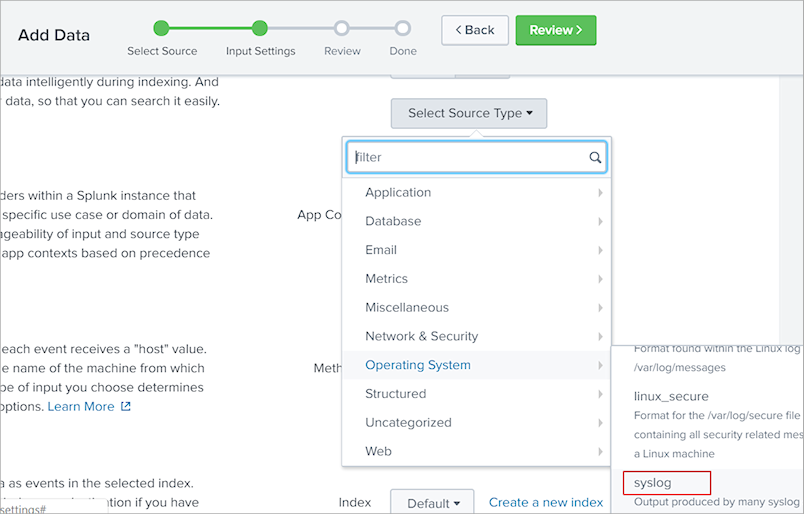 Add Data
Select Source
Input Settings
Review
Done
< Back
Review >
data intelligently during indexing. And
data, so that you can search it easily.
Select Source Type
filter
Application
Database
Email
Metrics
Miscellaneous
Network & Security
Operating System
Structured
Uncategorized
Web
ders within a Splunk instance that
specific use case or domain of data.
ageability of input and source type
app contexts based on precedence
App Co
each event receives a "host" value.
e name of the machine from which
pe of input you choose determines
options. Learn More
Meth
Format found within the Linux log
/var/log/messages
linux_secure
Format for the /var/log/secure file
containing all security related mes
a Linux machine
syslog
Output produced by many syslog
a as events in the selected index.
if you have
settings#
Index
Default
Create a new index